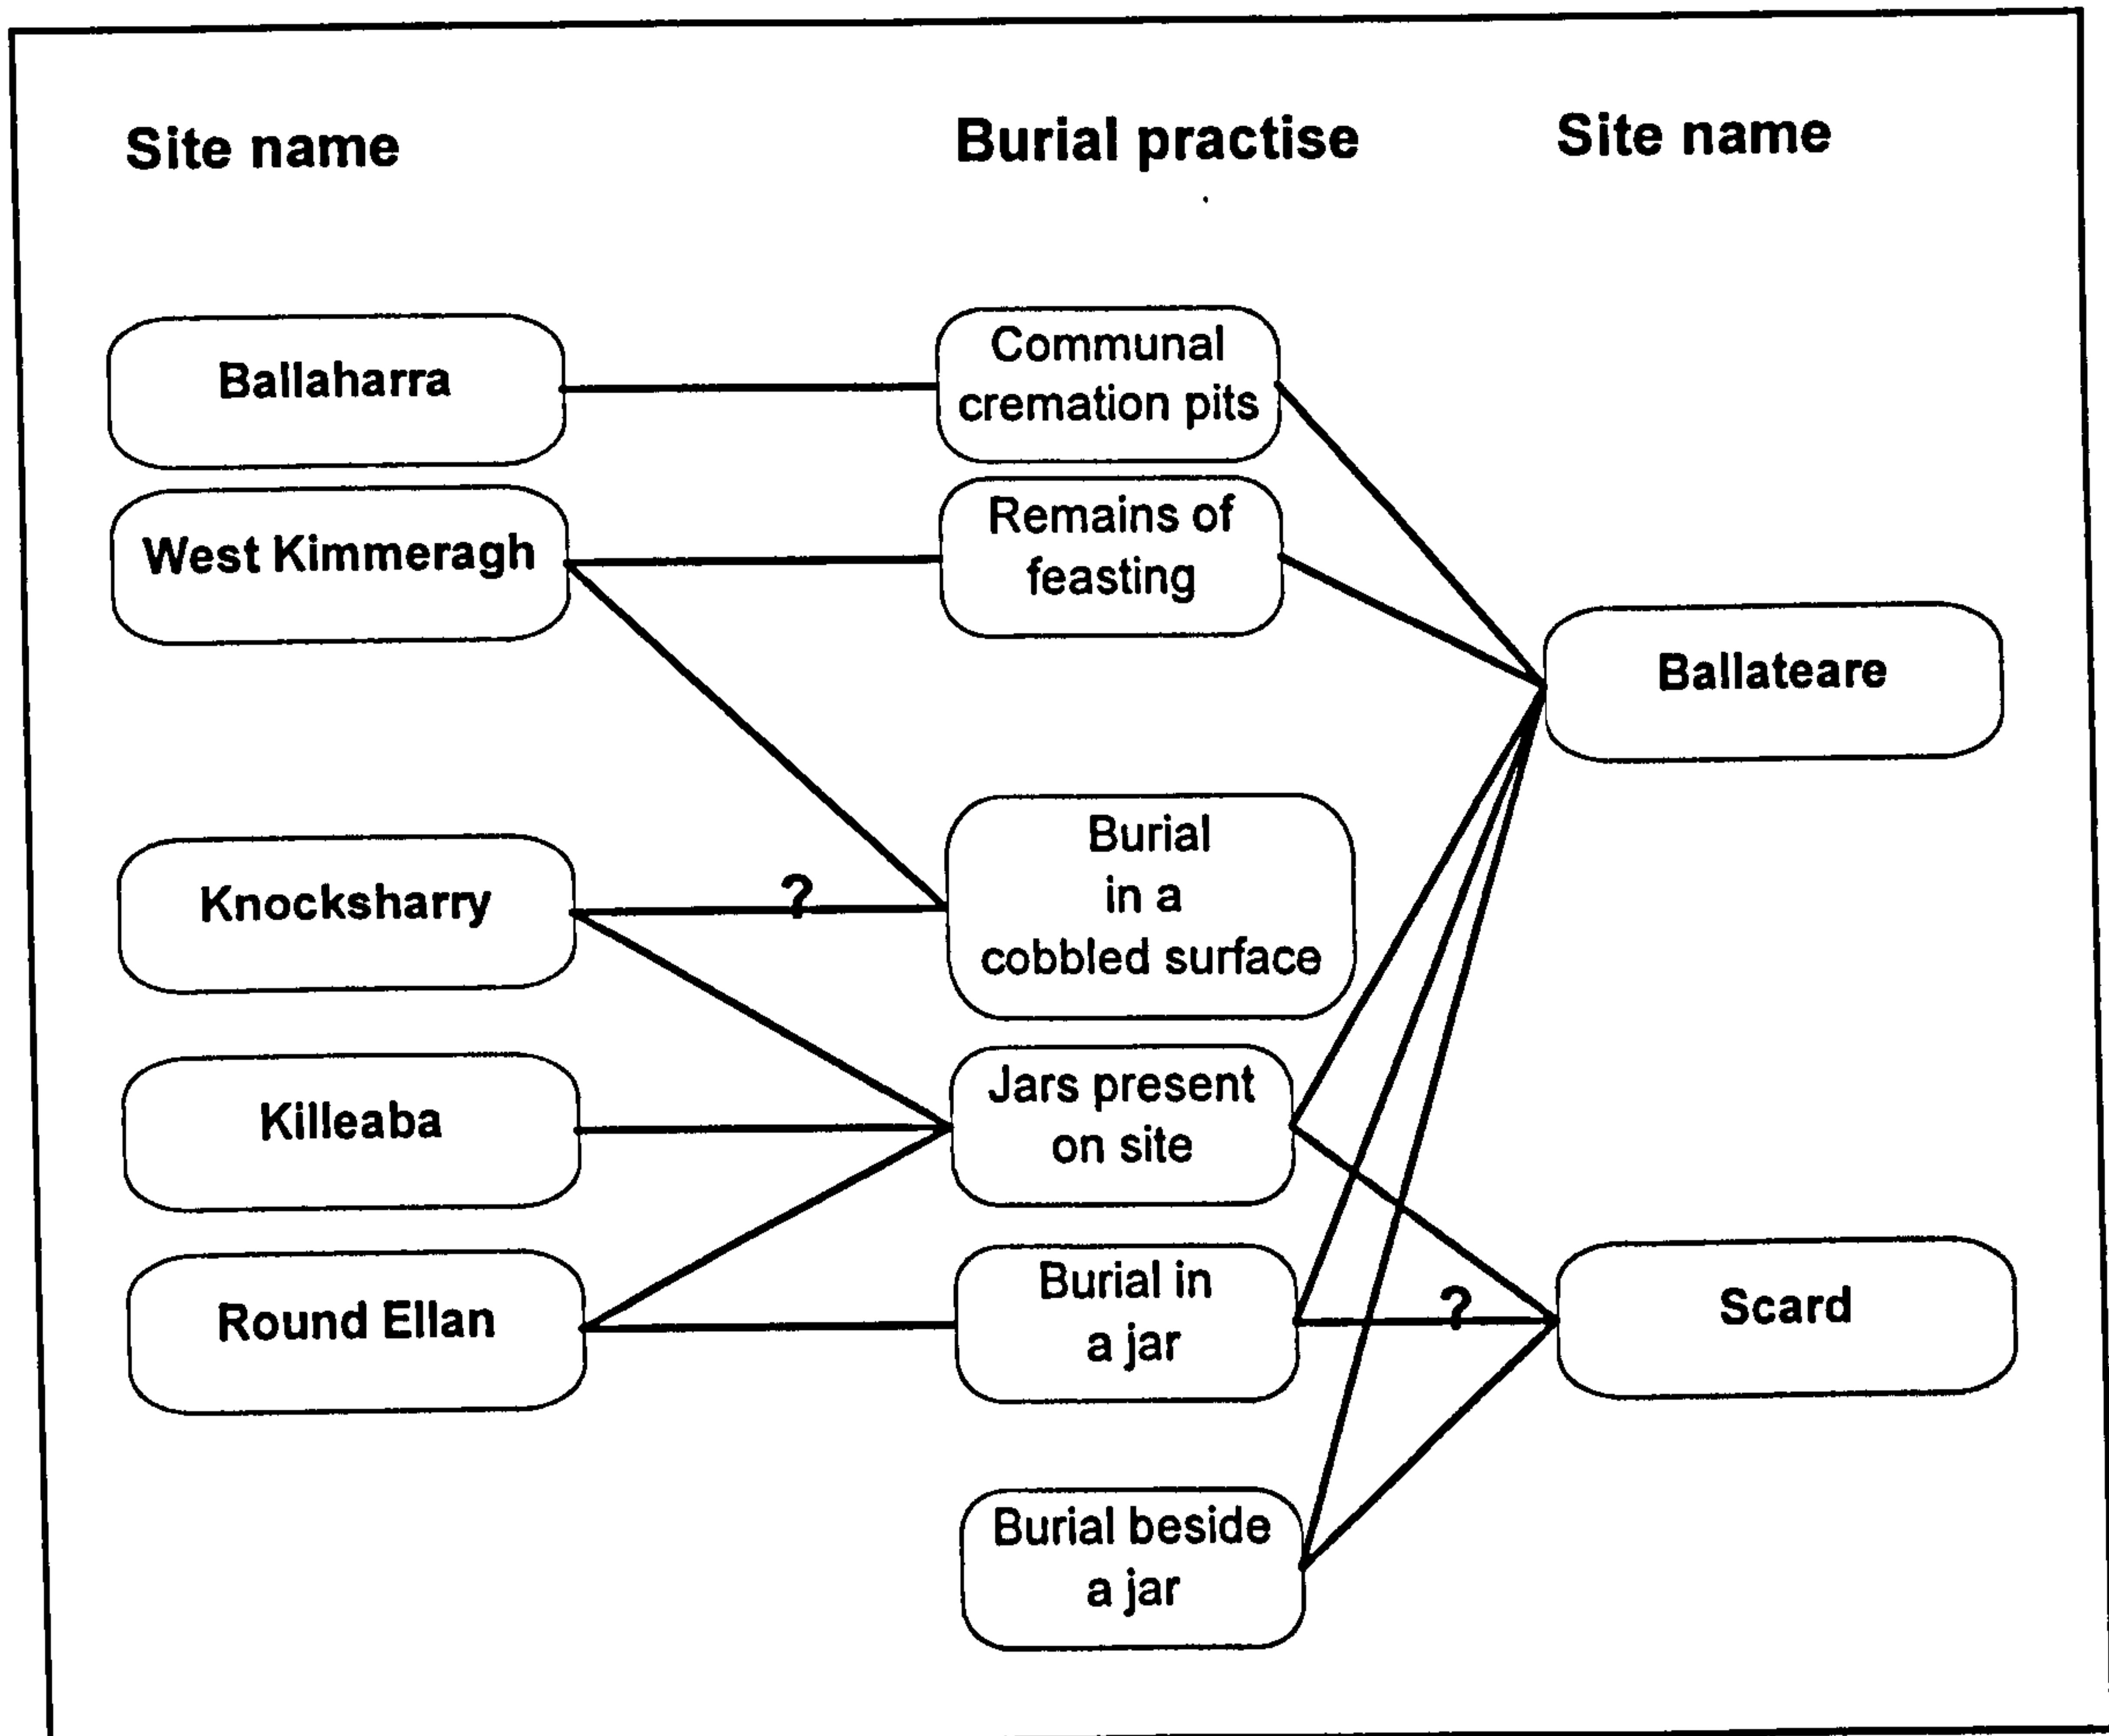 Site name
Burial practise
Site name
Ballaharra
Communal
cremation pits
West Kimmeragh
Remains of
feasting
Ballateare
Knocksharry
?
Burial
in a
cobbled surface
Killeaba
Jars present
on site
Round Ellan
Burial in
a jar
?
Scard
Burial beside
a jar